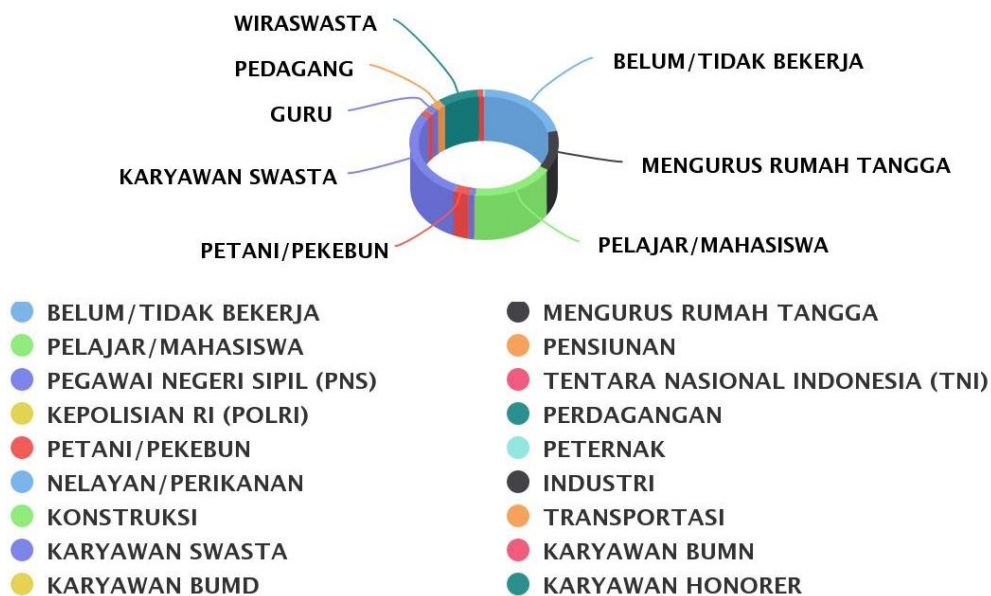 WIRASWASTA
PEDAGANG
GURU
KARYAWAN SWASTA
PETANI/PEKEBUN
BELUM/TIDAK BEKERJA
MENGURUS RUMAH TANGGA
PELAJAR/MAHASISWA
BELUM/TIDAK BEKERJA
MENGURUS RUMAH TANGGA
PELAJAR/MAHASISWA
PENSIUNAN
PEGAWAI NEGERI SIPIL (PNS)
TENTARA NASIONAL INDONESIA (TNI)
KEPOLISIAN RI (POLRI)
PERDAGANGAN
PETANI/PEKEBUN
PETERNAK
NELAYAN/PERIKANAN
INDUSTRI
KONSTRUKSI
TRANSPORTASI
KARYAWAN SWASTA
KARYAWAN BUMN
KARYAWAN BUMD
KARYAWAN HONORER